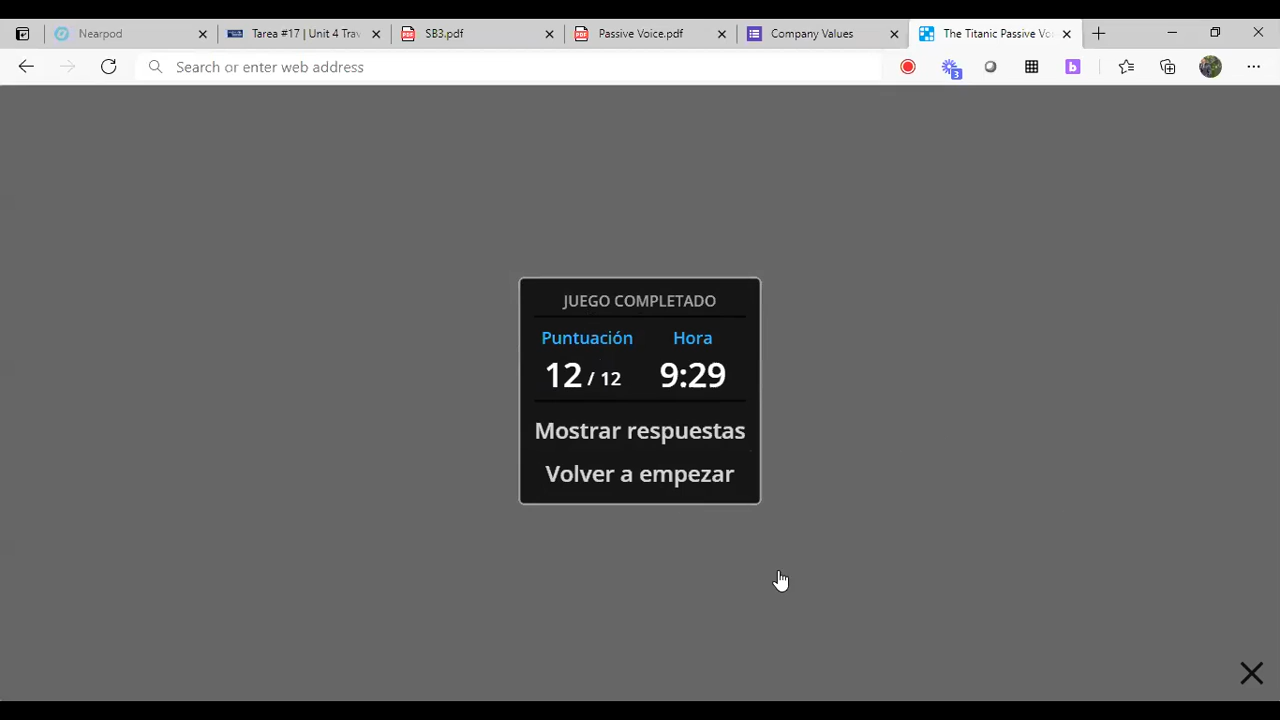 Nearpod
Tarea #17 | Unit 4 Trav
SB3.pdf
Passive Voice.pdf
Company Values
The Titanic Passive Vo
Search or enter web address
3
b
JUEGO COMPLETADO
Puntuación Hora
12 / 12 9:29
Mostrar respuestas
Volver a empezar